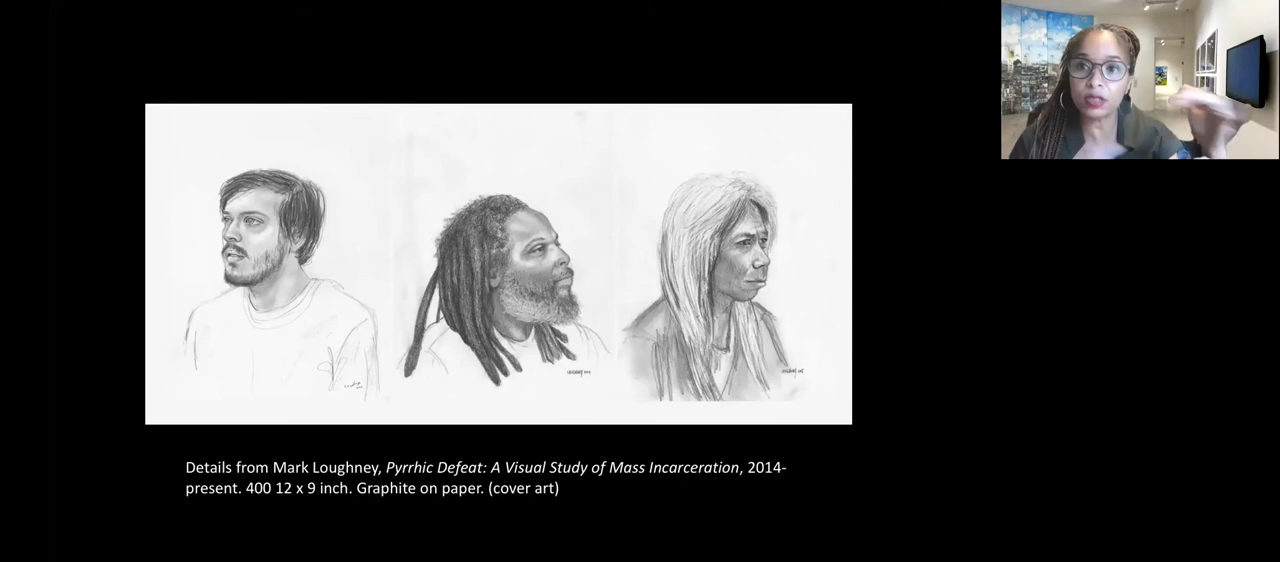 Details from Mark Loughney, Pyrrhic Defeat: A Visual Study of Mass Incarceration, 2014-
present. 400 12 x 9 inch. Graphite on paper. (cover art)